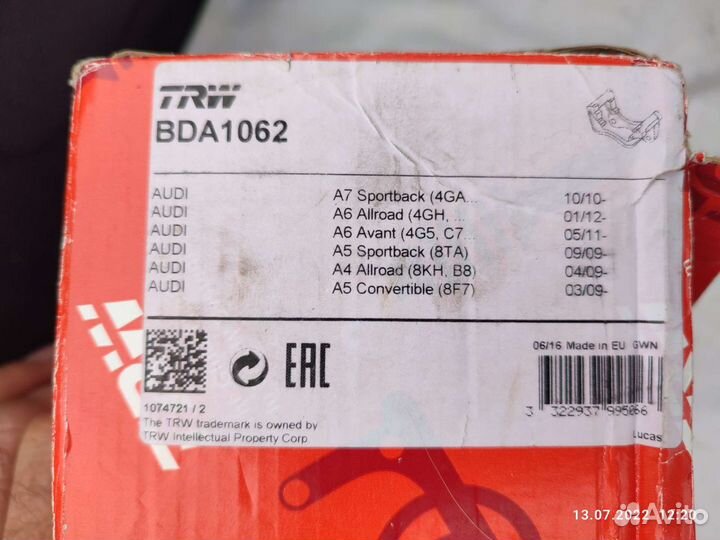 TRW
BDA1062
AUDI A7 Sportback (4GA... 10/10-
AUDI A6 Allroad (4GH, ... 01/12-
AUDI A6 Avant (4G5, C7... 05/11-
AUDI A5 Sportback (8TA) 09/09-
AUDI A4 Allroad (8KH, B8) 04/09-
AUDI A5 Convertible (8F7) 03/09-
06/16 Made in EU GWN
EAC
3 322937 995066
1074721 / 2
The TRW trademark is owned by
TRW Intellectual Property Corp
Lucas
13.07.2022 12:20
Avito